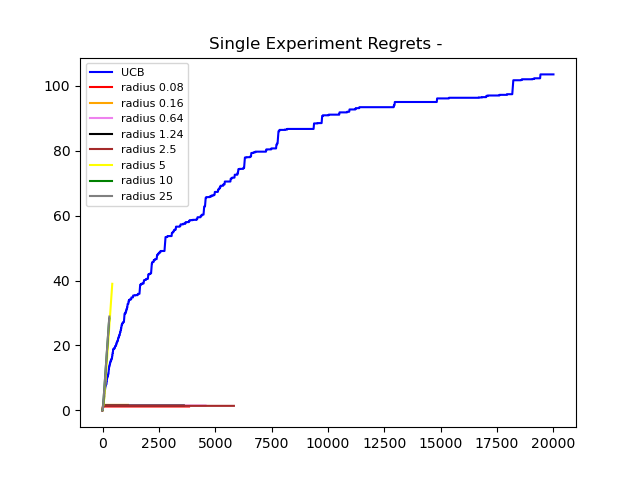 Single Experiment Regrets -
100
80
60
40
20
0
UCB
radius 0.08
radius 0.16
radius 0.64
radius 1.24
radius 2.5
radius 5
radius 10
radius 25
0 2500 5000 7500 10000 12500 15000 17500 20000